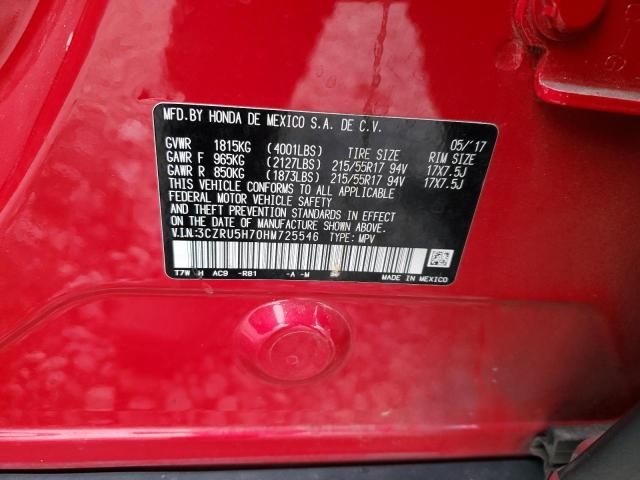 MFD.BY HONDA DE MEXICO S.A. DE C.V.
GVWR 1815KG (4001LBS) TIRE SIZE 05/'17 RIM SIZE
GAWR F 965KG (2127LBS) 215/55R17 94V 17X7.5J
GAWR R 850KG (1873LBS) 215/55R17 94V 17X7.5J
THIS VEHICLE CONFORMS TO ALL APPLICABLE
FEDERAL MOTOR VEHICLE SAFETY
AND THEFT PREVENTION STANDARDS IN EFFECT
ON THE DATE OF MANUFACTURE SHOWN ABOVE.
V.I.N.:3CZRU5H70HM725546 TYPE: MPV
T7W H AC9 -R81 -A -M MADE IN MEXICO